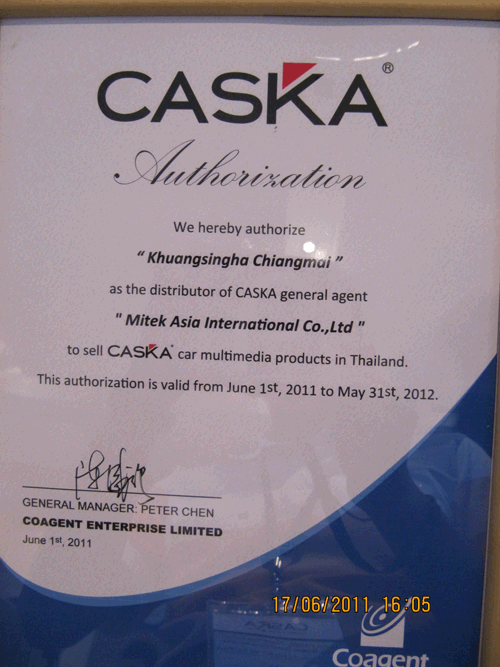 CASKA®
Authorization
We hereby authorize
“ Khuangsingha Chiangmai ”
as the distributor of CASKA general agent
" Mitek Asia International Co.,Ltd "
to sell CASKA car multimedia products in Thailand.
This authorization is valid from June 1st, 2011 to May 31st, 2012.
GENERAL MANAGER: PETER CHEN
COAGENT ENTERPRISE LIMITED
June 1st, 2011
17/06/2011 16:05
Coagent